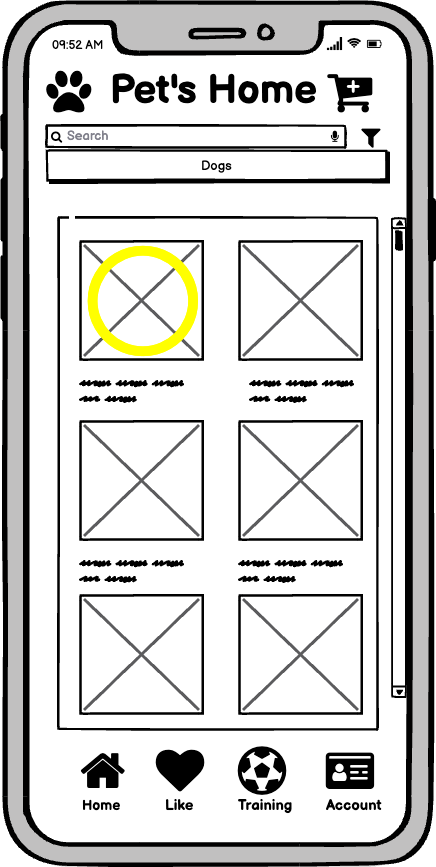 09:52 AM
Pet's Home
Search
Dogs
Home
Like
Training
Account